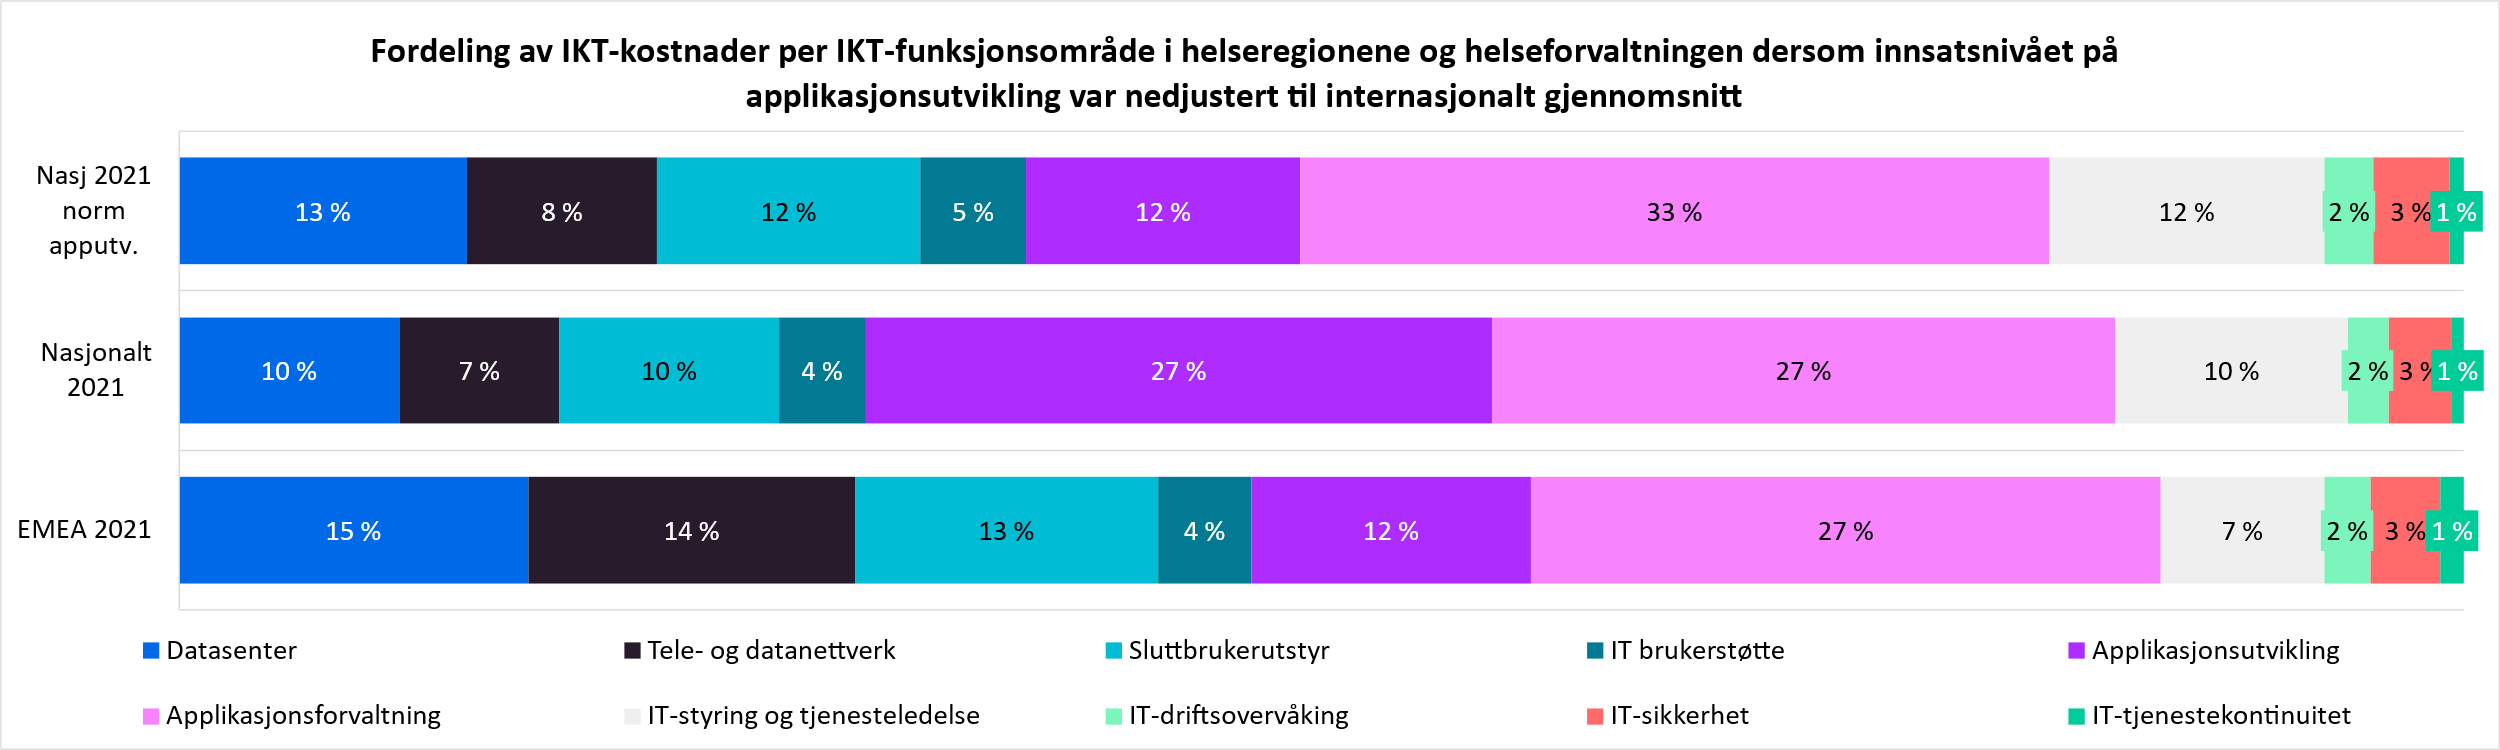 Fordeling av IKT-kostnader per IKT-funksjonsområde i helseregionene og helseforvaltningen dersom innsatsnivået på
applikasjonsutvikling var nedjustert til internasjonalt gjennomsnitt
Nasj 2021
norm
apputv.
13 % 8 % 12 % 5 % 12 % 33 % 12 % 2 % 3 % 1 %
Nasjonalt
2021
10 % 7 % 10 % 4 % 27 % 27 % 10 % 2 % 3 % 1 %
EMEA 2021
15 % 14 % 13 % 4 % 12 % 27 % 7 % 2 % 3 % 1 %
Datasenter Tele- og datanettverk Sluttbrukerutstyr IT brukerstøtte Applikasjonsutvikling
Applikasjonsforvaltning IT-styring og tjenesteledelse IT-driftsovervåking IT-sikkerhet IT-tjenestekontinuitet